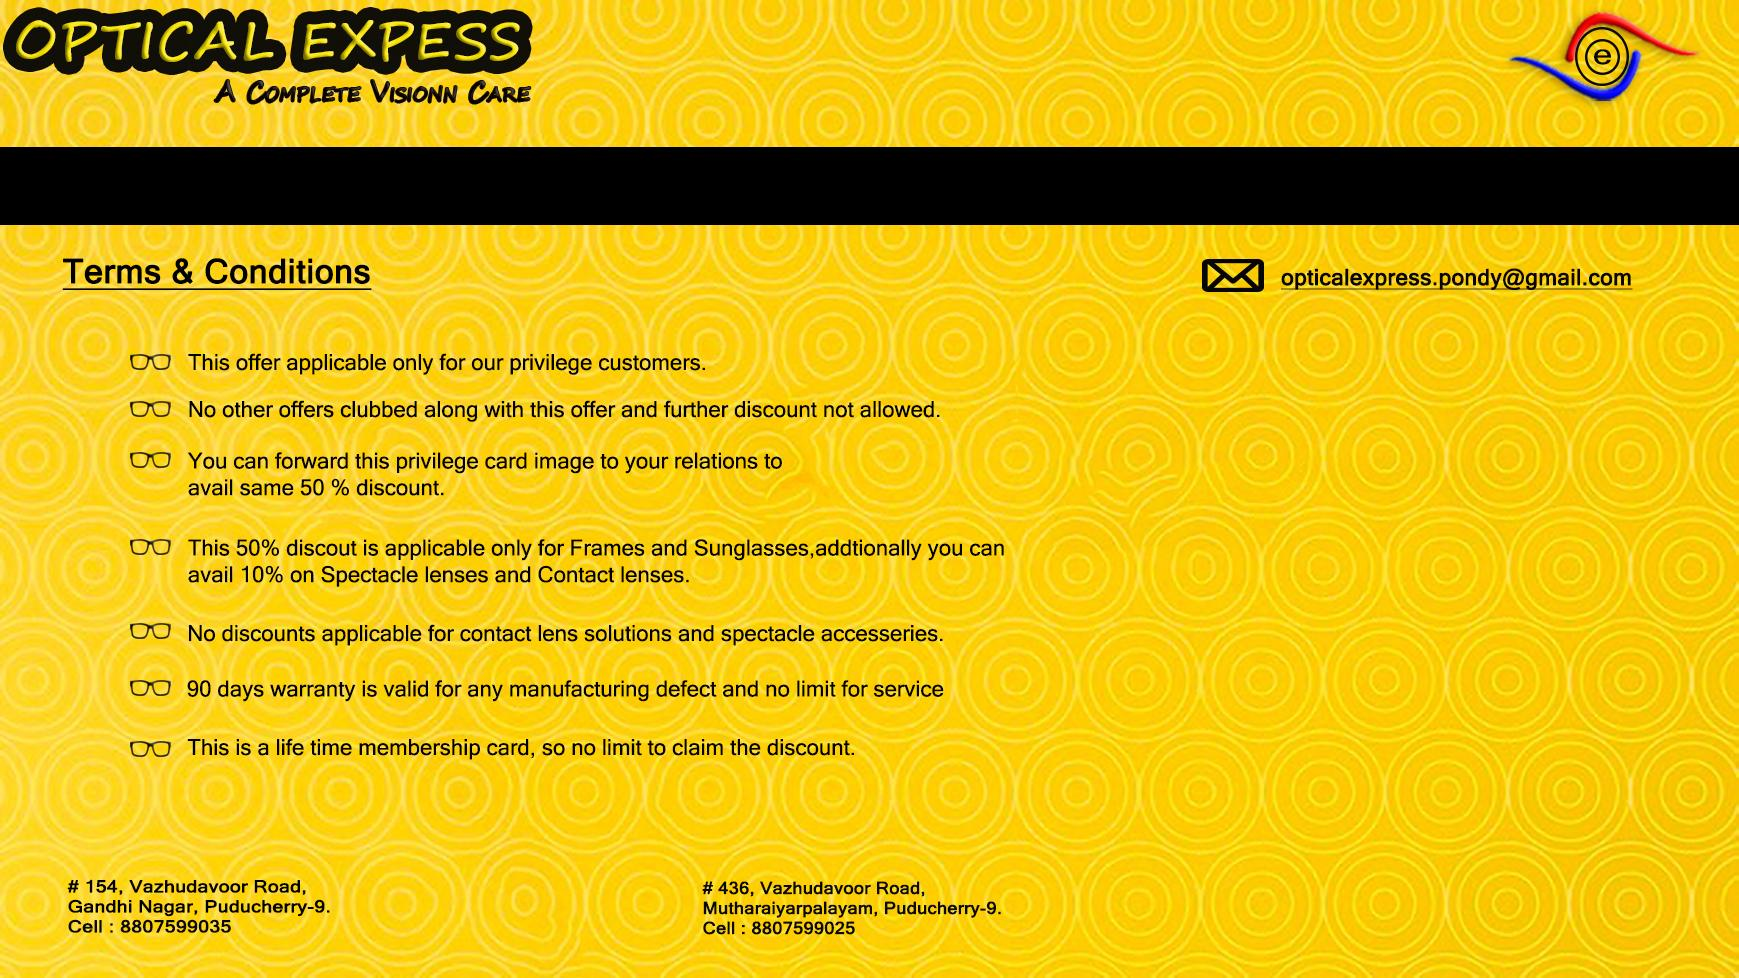 OPTICAL EXPESS
A COMPLETE VISIONN CARE
e
Terms & Conditions
opticalexpress.pondy@gmail.com
This offer applicable only for our privilege customers.
No other offers clubbed along with this offer and further discount not allowed.
You can forward this privilege card image to your relations to
avail same 50 % discount.
This 50% discout is applicable only for Frames and Sunglasses,addtionally you can
avail 10% on Spectacle lenses and Contact lenses.
No discounts applicable for contact lens solutions and spectacle accesseries.
90 days warranty is valid for any manufacturing defect and no limit for service
This is a life time membership card, so no limit to claim the discount.
# 154, Vazhudavoor Road,
Gandhi Nagar, Puducherry-9.
Cell : 8807599035
# 436, Vazhudavoor Road,
Mutharaiyarpalayam, Puducherry-9.
Cell : 8807599025